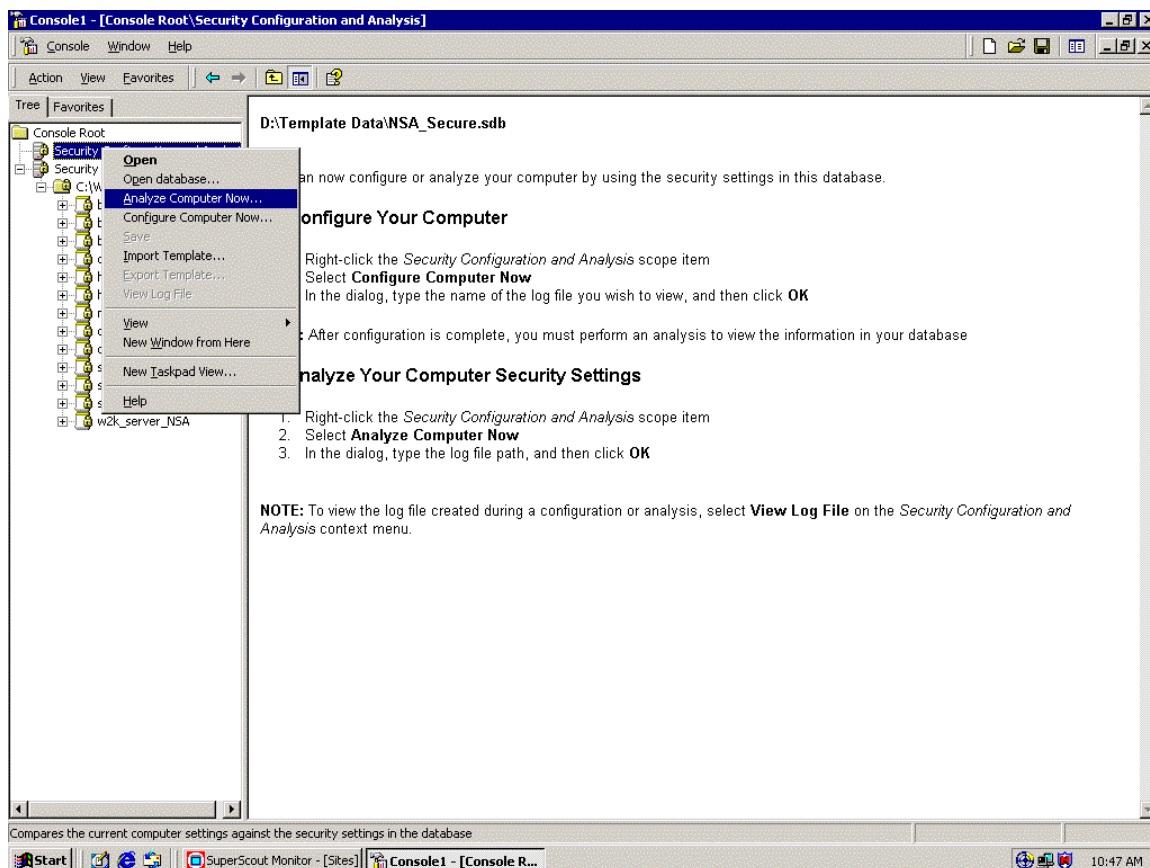 Console1 - [Console Root\Security Configuration and Analysis]
Console Window Help
Action View Favorites
Tree Favorites
Console Root
Security
Security
C:\W
w2k_server_NSA
Open
Open database...
Analyze Computer Now...
Configure Computer Now...
Save
Import Template...
Export Template...
View Log File
View
New Window from Here
New Taskpad View...
Help
D:\Template Data\NSA_Secure.sdb
an now configure or analyze your computer by using the security settings in this database.
onfigure Your Computer
Right-click the Security Configuration and Analysis scope item
Select Configure Computer Now
In the dialog, type the name of the log file you wish to view, and then click OK
: After configuration is complete, you must perform an analysis to view the information in your database
nalyze Your Computer Security Settings
1. Right-click the Security Configuration and Analysis scope item
2. Select Analyze Computer Now
3. In the dialog, type the log file path, and then click OK
NOTE: To view the log file created during a configuration or analysis, select View Log File on the Security Configuration and
Analysis context menu.
Compares the current computer settings against the security settings in the database
Start SuperScout Monitor - [Sites] Console1 - [Console R... 10:47 AM